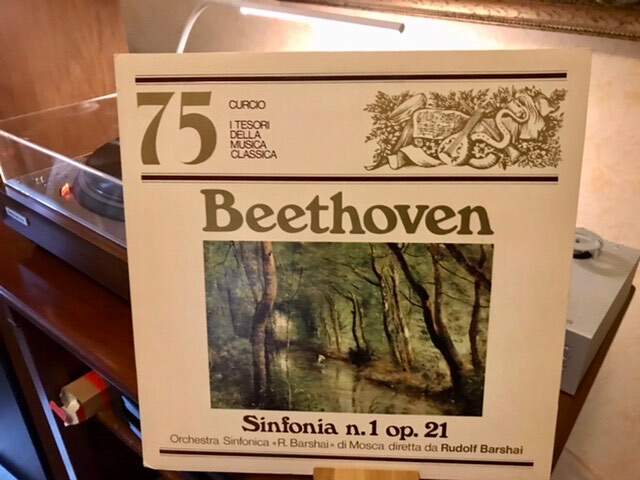 75
CURCIO
I TESORI
DELLA
MUSICA
CLASSICA
Beethoven
Sinfonia n.1 op. 21
Orchestra Sinfonica «R. Barshai» di Mosca diretta da Rudolf Barshai